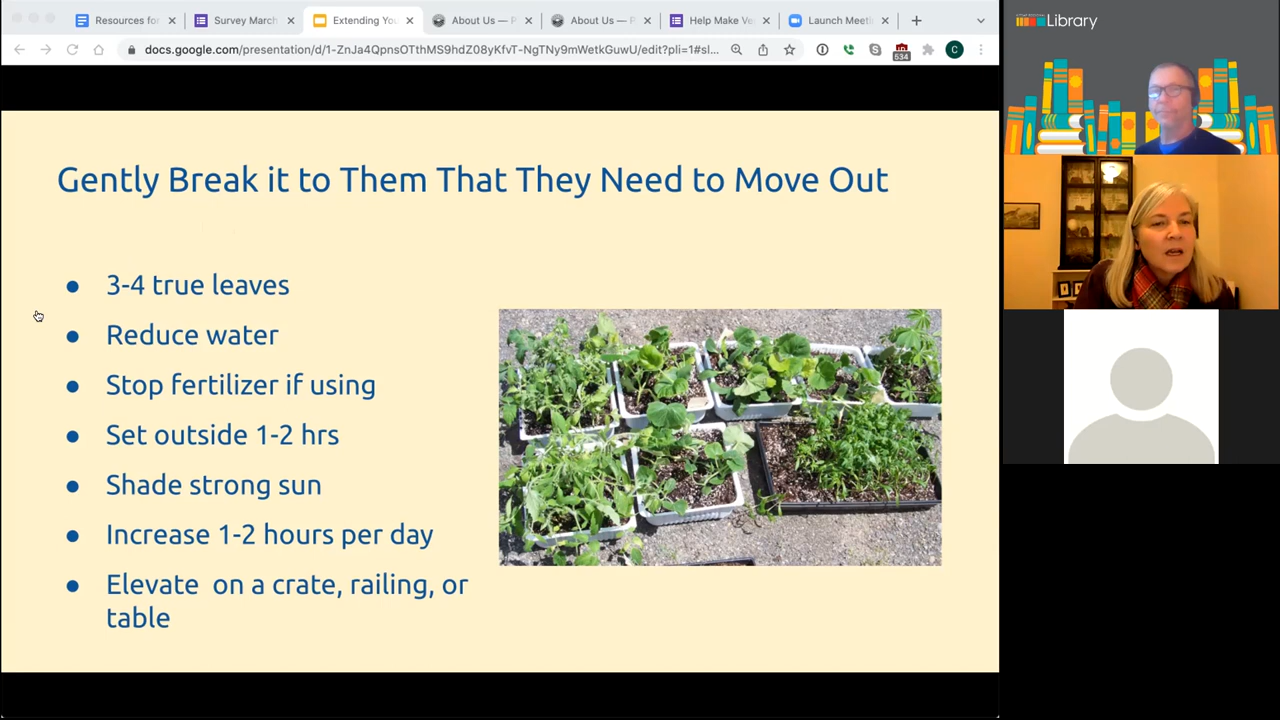 Resources for
Survey March
Extending You
About Us — P
About Us — P
Help Make Ve
Launch Meeti
docs.google.com/presentation/d/1-ZnJa4QpnsOTthMS9hdZ08yKfvT-NgTNy9mWetkGuwU/edit?pli=1#sl...
534
C
Library
Gently Break it to Them That They Need to Move Out
3-4 true leaves
Reduce water
Stop fertilizer if using
Set outside 1-2 hrs
Shade strong sun
Increase 1-2 hours per day
Elevate on a crate, railing, or
table